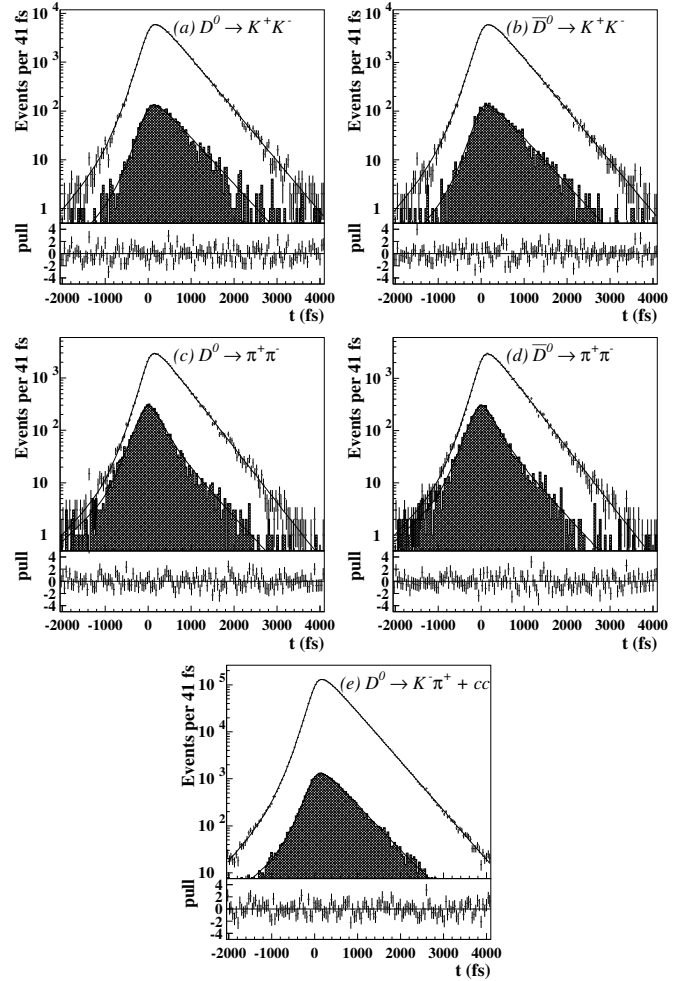 (a) D⁰ → K⁺K⁻
Events per 41 fs
10⁴
10³
10²
10
1
pull
4
2
0
-2
-4
-2000 -1000 0 1000 2000 3000 4000
t (fs)
(b) D̅⁰ → K⁺K⁻
Events per 41 fs
10⁴
10³
10²
10
1
pull
4
2
0
-2
-4
-2000 -1000 0 1000 2000 3000 4000
t (fs)
(c) D⁰ → π⁺π⁻
Events per 41 fs
10³
10²
10
1
pull
4
2
0
-2
-4
-2000 -1000 0 1000 2000 3000 4000
t (fs)
(d) D̅⁰ → π⁺π⁻
Events per 41 fs
10³
10²
10
1
pull
4
2
0
-2
-4
-2000 -1000 0 1000 2000 3000 4000
t (fs)
(e) D⁰ → K⁻π⁺ + cc
Events per 41 fs
10⁵
10⁴
10³
10²
10
pull
4
2
0
-2
-4
-2000 -1000 0 1000 2000 3000 4000
t (fs)